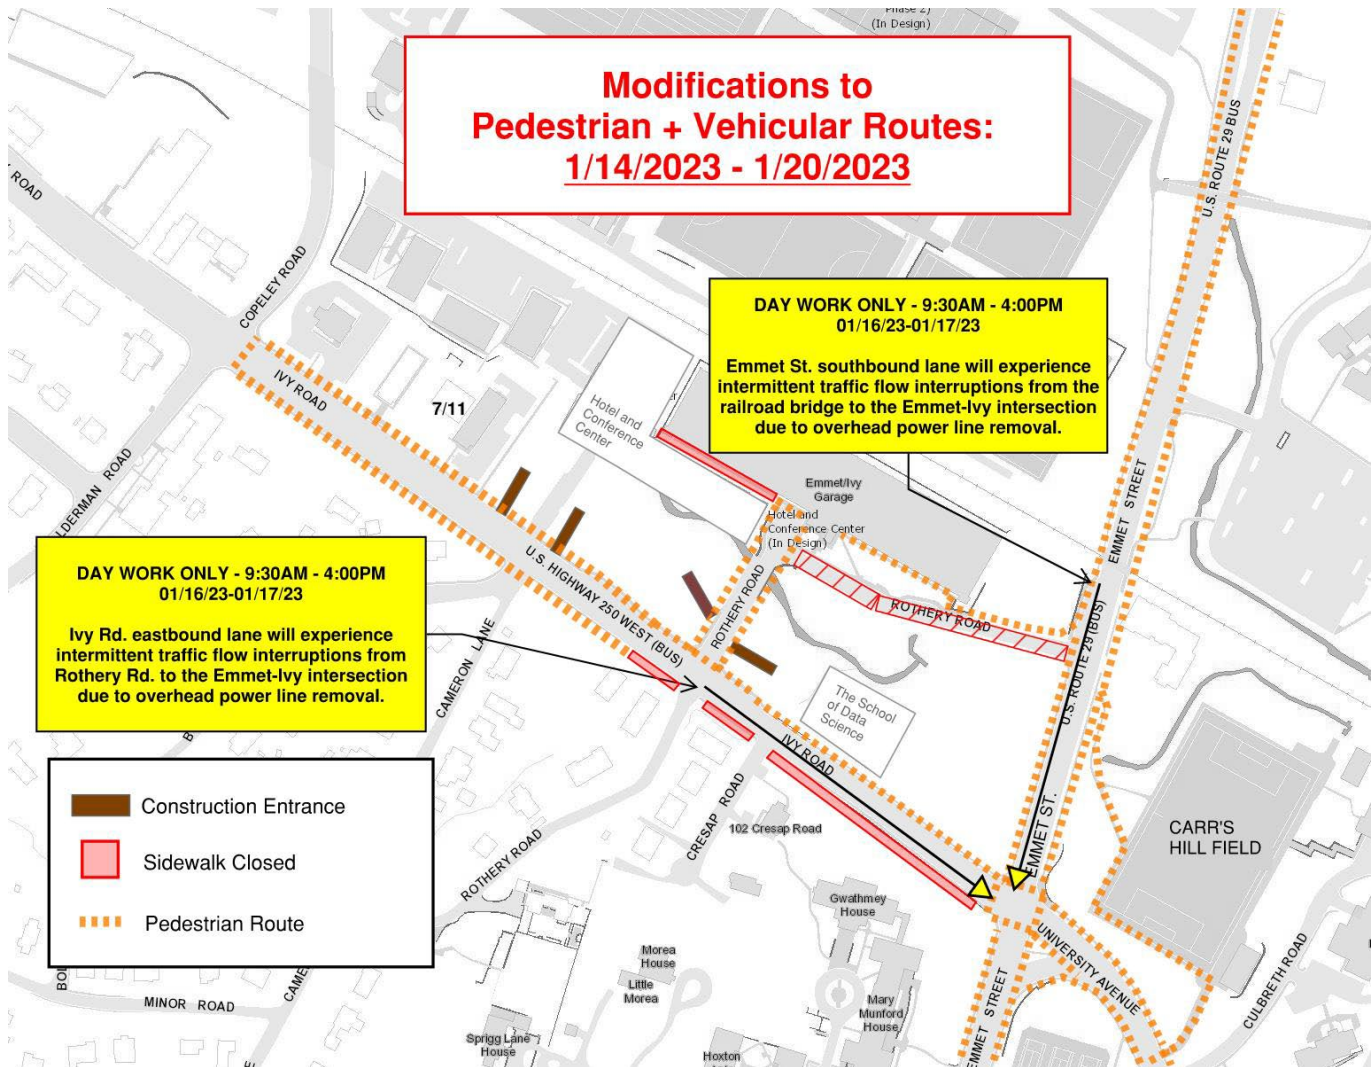 Phase 2)
(In Design)
Modifications to
Pedestrian + Vehicular Routes:
1/14/2023 - 1/20/2023
ROAD
COPELEY ROAD
U.S. ROUTE 29 BUS
DAY WORK ONLY - 9:30AM - 4:00PM
01/16/23-01/17/23
Emmet St. southbound lane will experience
intermittent traffic flow interruptions from the
railroad bridge to the Emmet-Ivy intersection
due to overhead power line removal.
IVY ROAD
7/11
Hotel and
Conference
Center
Emmet/Ivy
Garage
Hotel and
Conference Center
(In Design)
EMMET STREET
LDERMAN ROAD
U.S. HIGHWAY 250 WEST (BUS)
ROTHERY ROAD
ROTHERY ROAD
U.S. ROUTE 29 (BUS)
DAY WORK ONLY - 9:30AM - 4:00PM
01/16/23-01/17/23
Ivy Rd. eastbound lane will experience
intermittent traffic flow interruptions from
Rothery Rd. to the Emmet-Ivy intersection
due to overhead power line removal.
CAMERON LANE
The School
of Data
Science
IVY ROAD
CRESAP ROAD
102 Cresap Road
EMMET ST.
CARR'S
HILL FIELD
Construction Entrance
Sidewalk Closed
Pedestrian Route
ROTHERY ROAD
Gwathmey
House
UNIVERSITY AVENUE
CULBRETH ROAD
Morea
House
Little
Morea
Mary
Munford
House
EMMET STREET
MINOR ROAD
CAME
Sprigg Lane
House
Hoxton